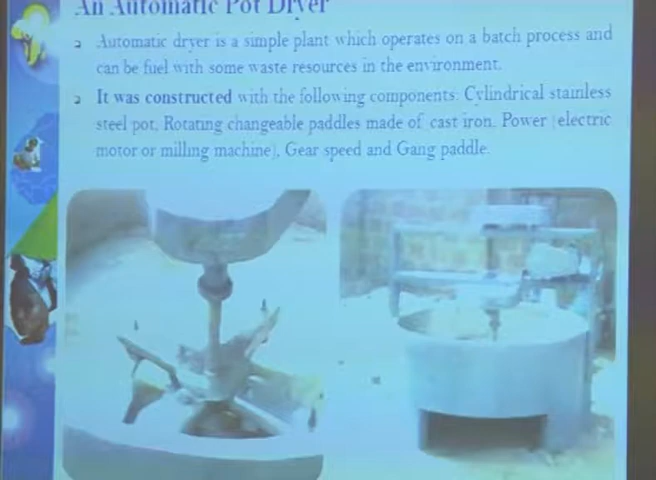 An Automatic Pot Dryer
Automatic dryer is a simple plant which operates on a batch process and
can be fuel with some waste resources in the environment.
It was constructed with the following components: Cylindrical stainless
steel pot, Rotating changeable paddles made of cast iron. Power (electric
motor or milling machine), Gear speed and Gang paddle.